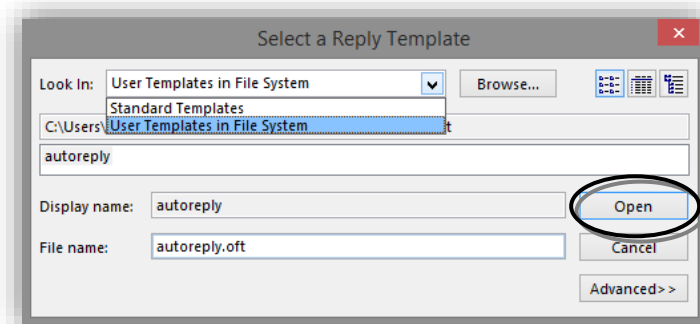 Select a Reply Template
Look In: User Templates in File System Browse...
Standard Templates
C:\Users\ User Templates in File System t
autoreply
Display name: autoreply Open
File name: autoreply.oft Cancel
Advanced>>